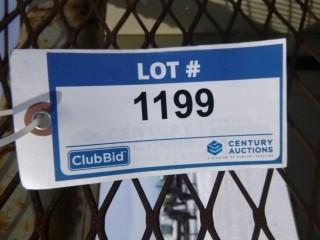 LOT #
1199
ClubBid
CENTURY
AUCTIONS